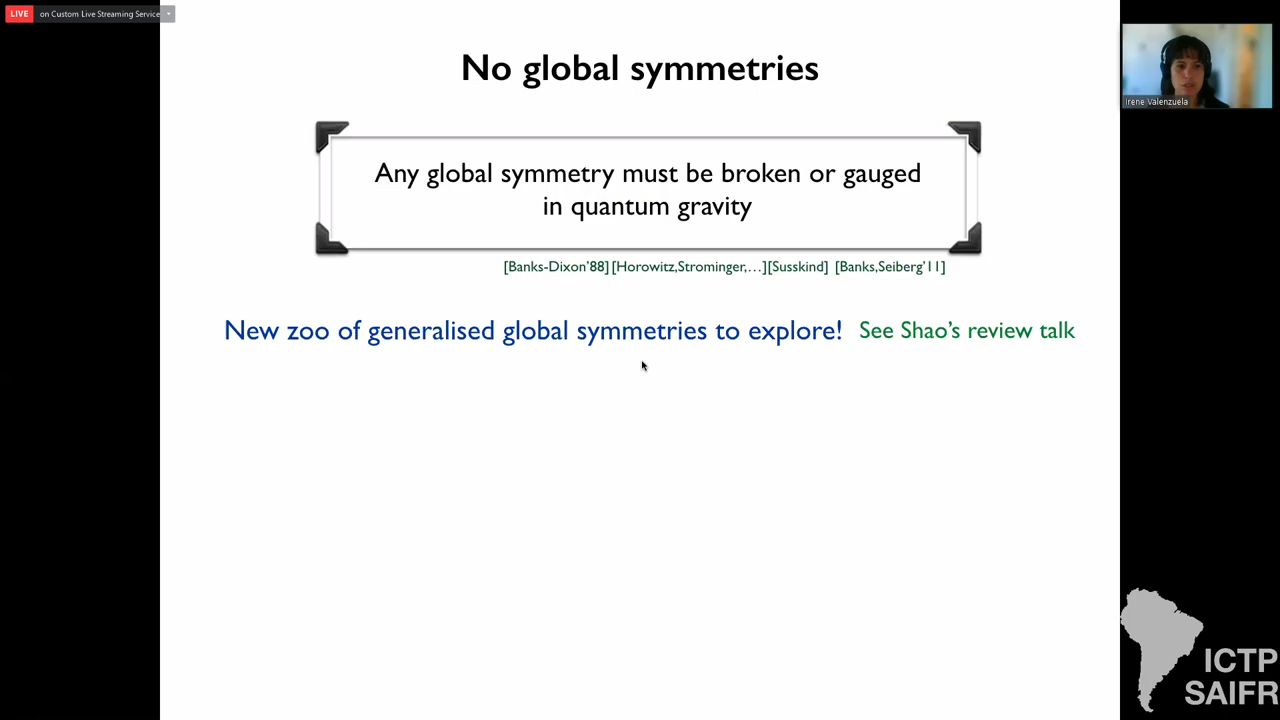 LIVE on Custom Live Streaming Service
No global symmetries
Irene Valenzuela
Any global symmetry must be broken or gauged
in quantum gravity
[Banks-Dixon'88][Horowitz,Strominger,…][Susskind] [Banks,Seiberg'11]
New zoo of generalised global symmetries to explore! See Shao's review talk
ICTP
SAIFR